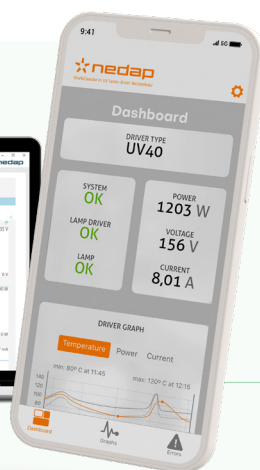 9:41
5G
nedap
Dashboard
DRIVER TYPE
UV40
SYSTEM
OK
LAMP DRIVER
OK
LAMP
OK
POWER
1203 W
VOLTAGE
156 V
CURRENT
8,01 A
DRIVER GRAPH
Temperature Power Current
min: 80º C at 11:45
max: 120º C at 12:16
140
120
100
80
Dashboard
Graphs
Errors
nedap